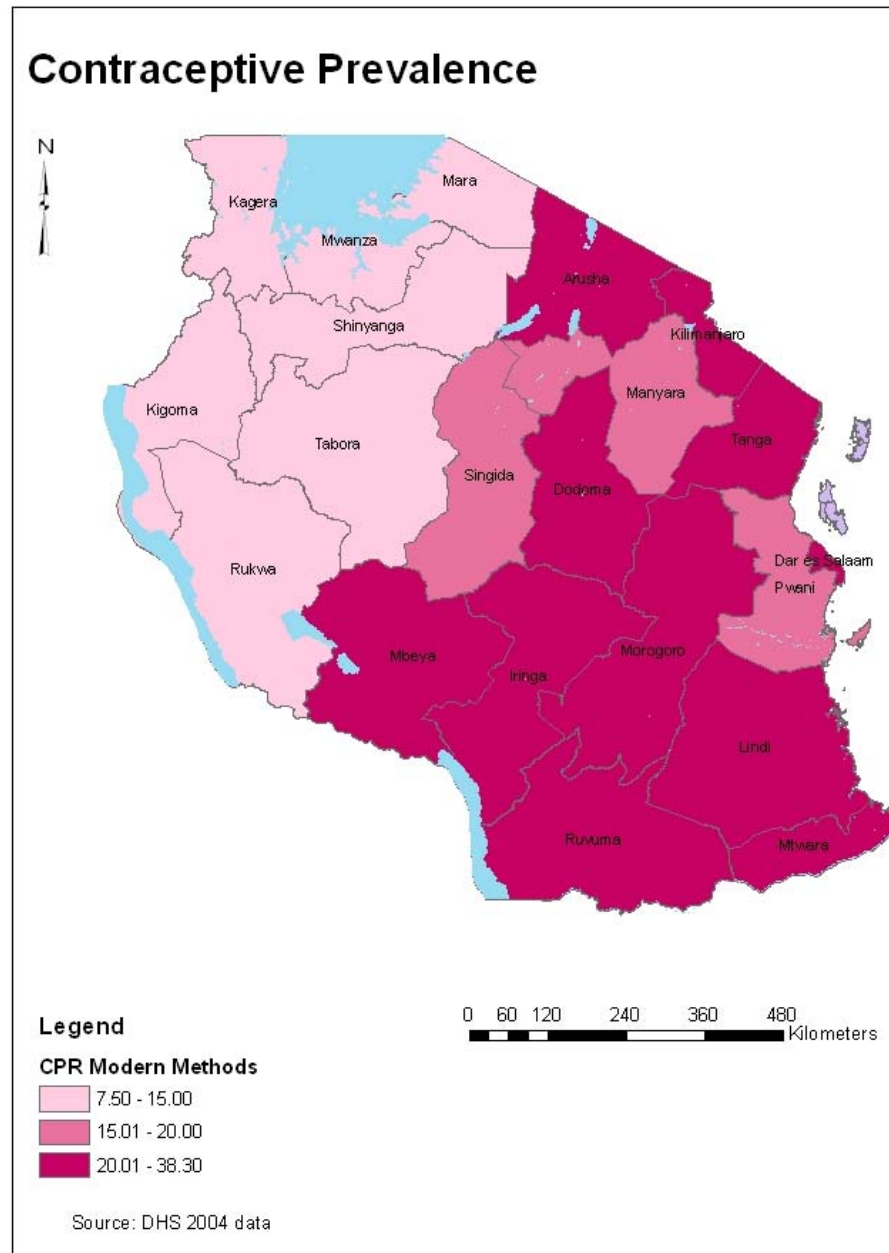 Contraceptive Prevalence
N
Mara
Kagera
Mwanza
Arusha
Shinyanga
Kilimanjaro
Kigoma
Manyara
Tabora
Tanga
Singida
Dodoma
Dar es Salaam
Rukwa
Pwani
Mbeya
Morogoro
Iringa
Lindi
Ruvuma
Mtwara
0 60 120 240 360 480
Kilometers
Legend
CPR Modern Methods
7.50 - 15.00
15.01 - 20.00
20.01 - 38.30
Source: DHS 2004 data